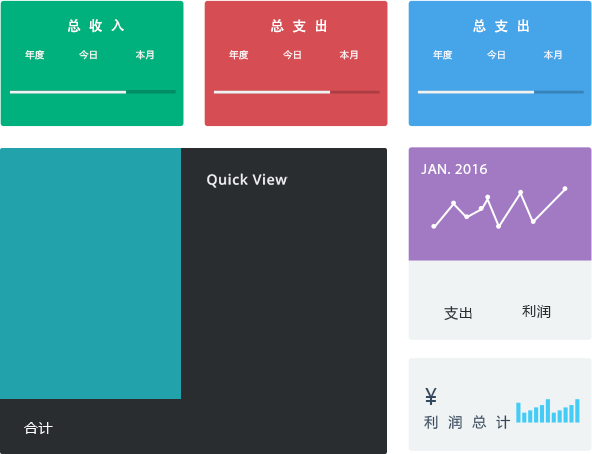 总收入
年度 今日 本月
总支出
年度 今日 本月
总支出
年度 今日 本月
Quick View
合计
JAN. 2016
支出 利润
¥
利润总计